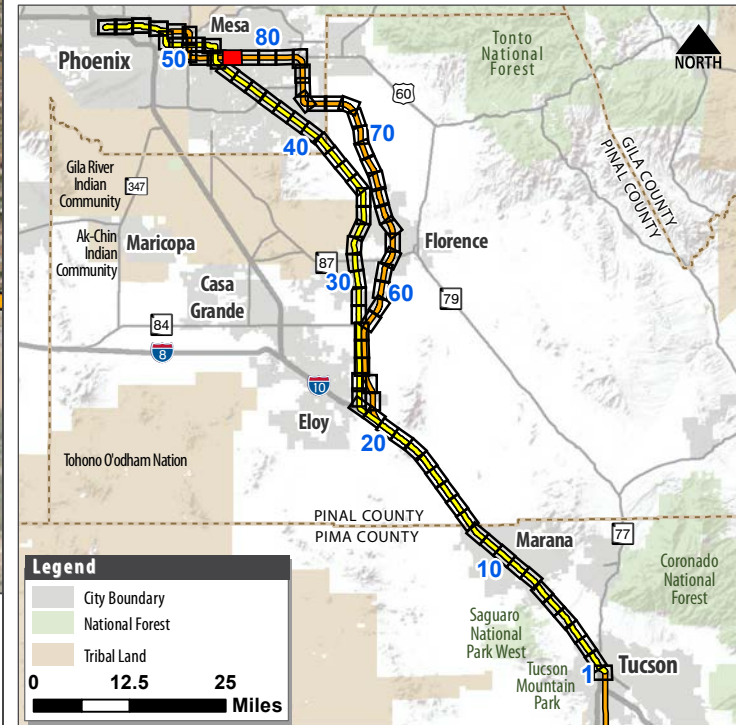 Mesa
80
Phoenix
50
Tonto
National
Forest
NORTH
60
70
40
GILA COUNTY
PINAL COUNTY
Gila River
Indian
Community
347
Ak-Chin
Indian
Community
Maricopa
Florence
87
30
Casa
Grande
60
79
84
8
10
Eloy
20
Tohono O'odham Nation
PINAL COUNTY
PIMA COUNTY
Marana
77
10
Coronado
National
Forest
Saguaro
National
Park West
Tucson
Mountain
Park
1
Tucson
Legend
City Boundary
National Forest
Tribal Land
0 12.5 25
Miles